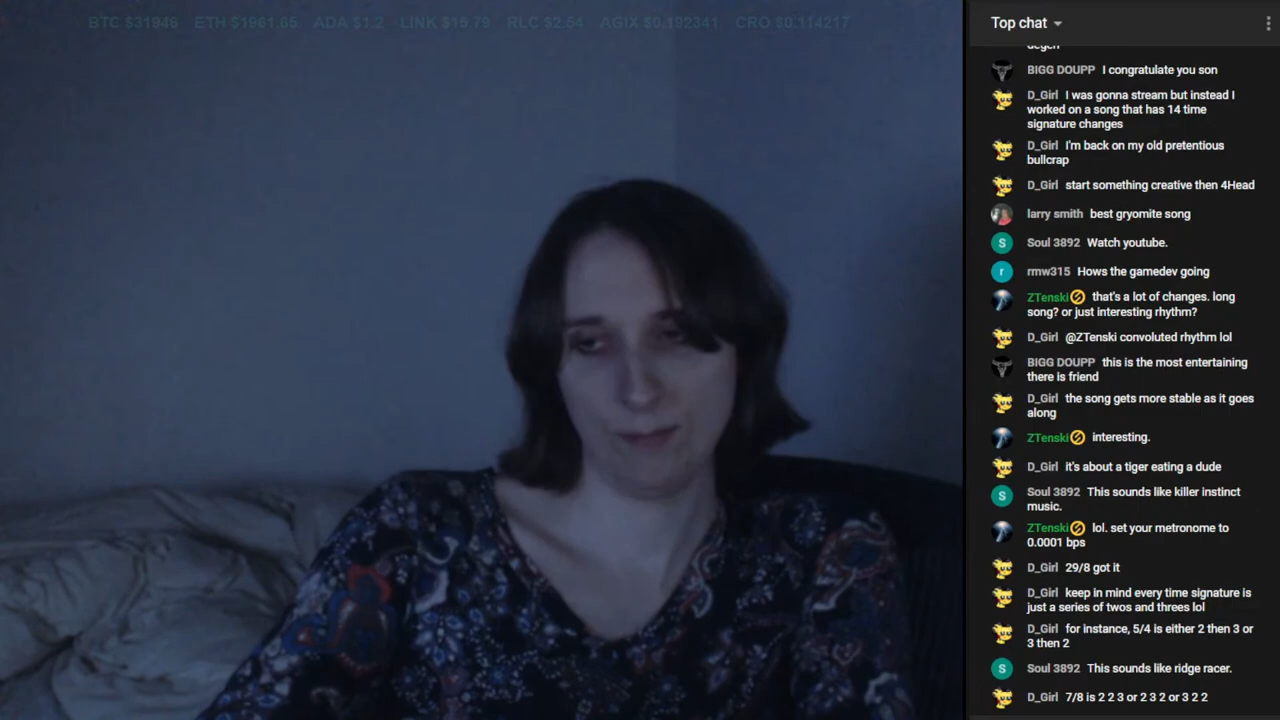 BTC $31946 ETH $1961.65 ADA $1.2 LINK $15.79 RLC $2.54 AGIX $0.192341 CRO $0.114217
Top chat
degen
BIGG DOUPP I congratulate you son
D_Girl I was gonna stream but instead I
worked on a song that has 14 time
signature changes
D_Girl I'm back on my old pretentious
bullcrap
D_Girl start something creative then 4Head
larry smith best gryomite song
S Soul 3892 Watch youtube.
r rmw315 Hows the gamedev going
ZTenski that's a lot of changes. long
song? or just interesting rhythm?
D_Girl @ZTenski convoluted rhythm lol
BIGG DOUPP this is the most entertaining
there is friend
D_Girl the song gets more stable as it goes
along
ZTenski interesting.
D_Girl it's about a tiger eating a dude
S Soul 3892 This sounds like killer instinct
music.
ZTenski lol. set your metronome to
0.0001 bps
D_Girl 29/8 got it
D_Girl keep in mind every time signature is
just a series of twos and threes lol
D_Girl for instance, 5/4 is either 2 then 3 or
3 then 2
S Soul 3892 This sounds like ridge racer.
D_Girl 7/8 is 2 2 3 or 2 3 2 or 3 2 2